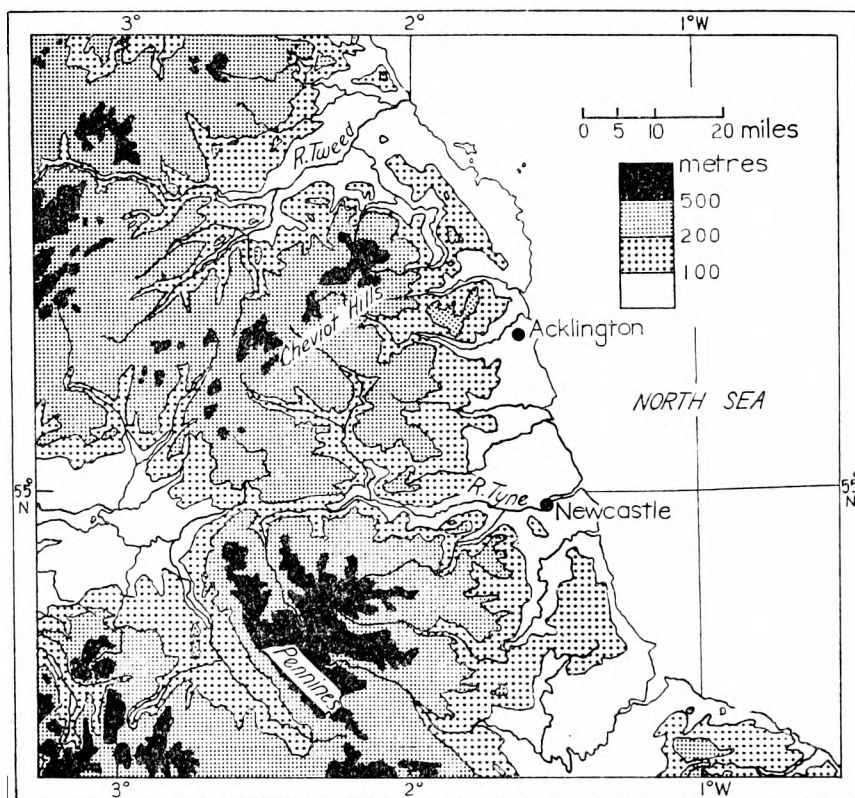 3° 2° 1°W
R.Tweed
0 5 10 20 miles
metres
500
200
100
Cheviot Hills
Acklington
NORTH SEA
55° N
R.Tyne
55° N
Newcastle
Pennines
3° 2° 1°W